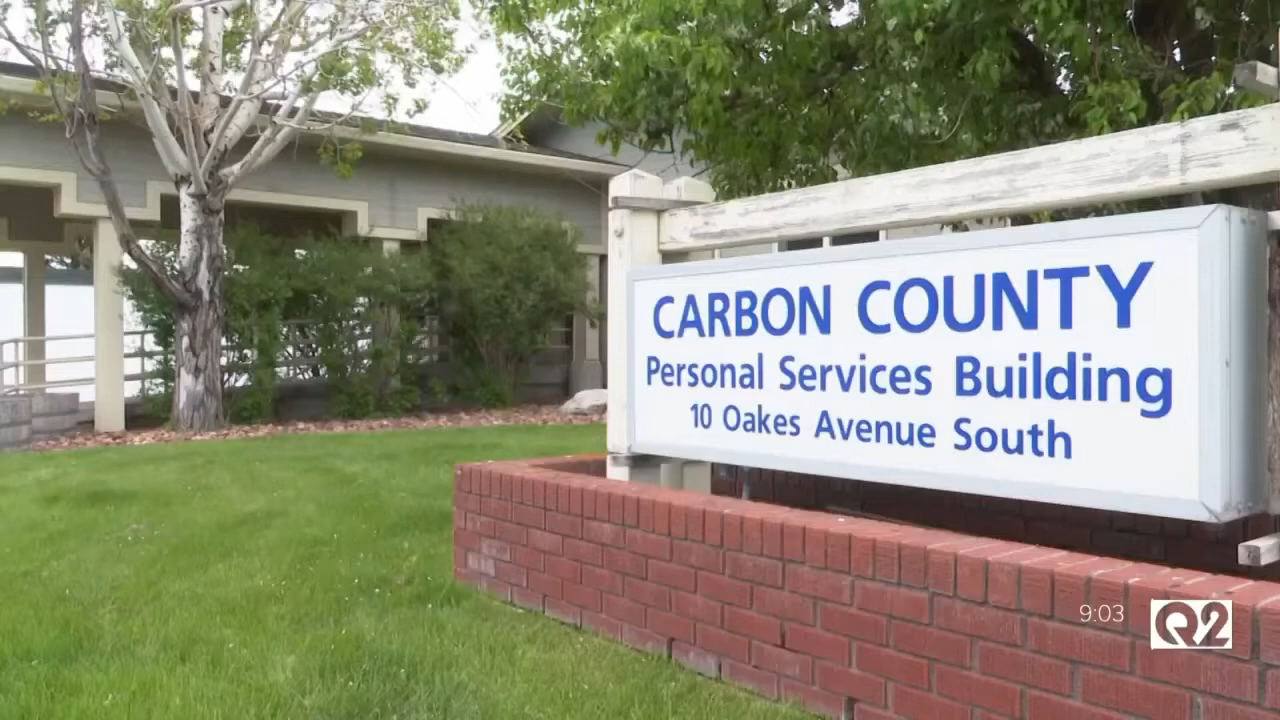 CARBON COUNTY
Personal Services Building
10 Oakes Avenue South
9:03
Q2